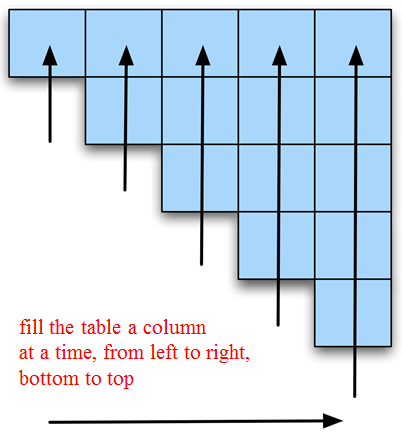 fill the table a column
at a time, from left to right,
bottom to top